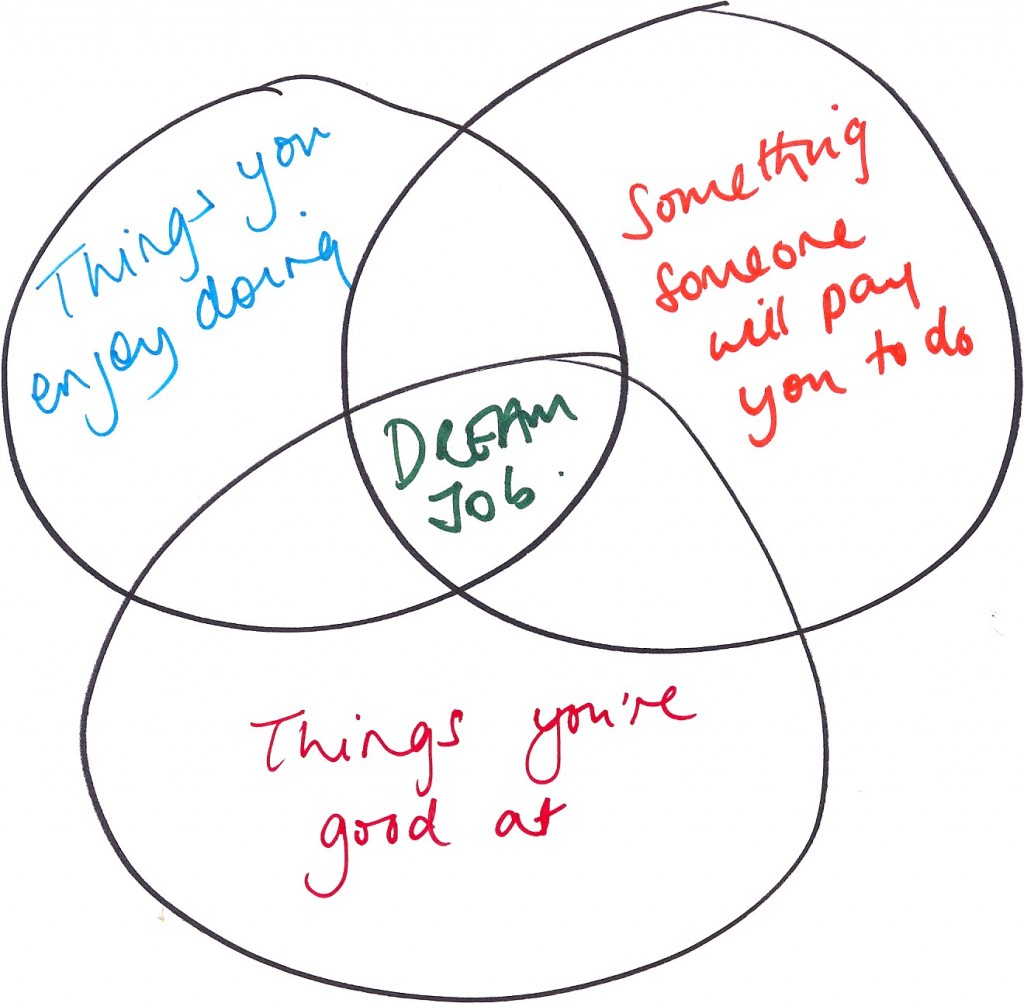 Things you
enjoy doing
Something
someone
will pay
you to do
DREAM
JOB.
Things you're
good at